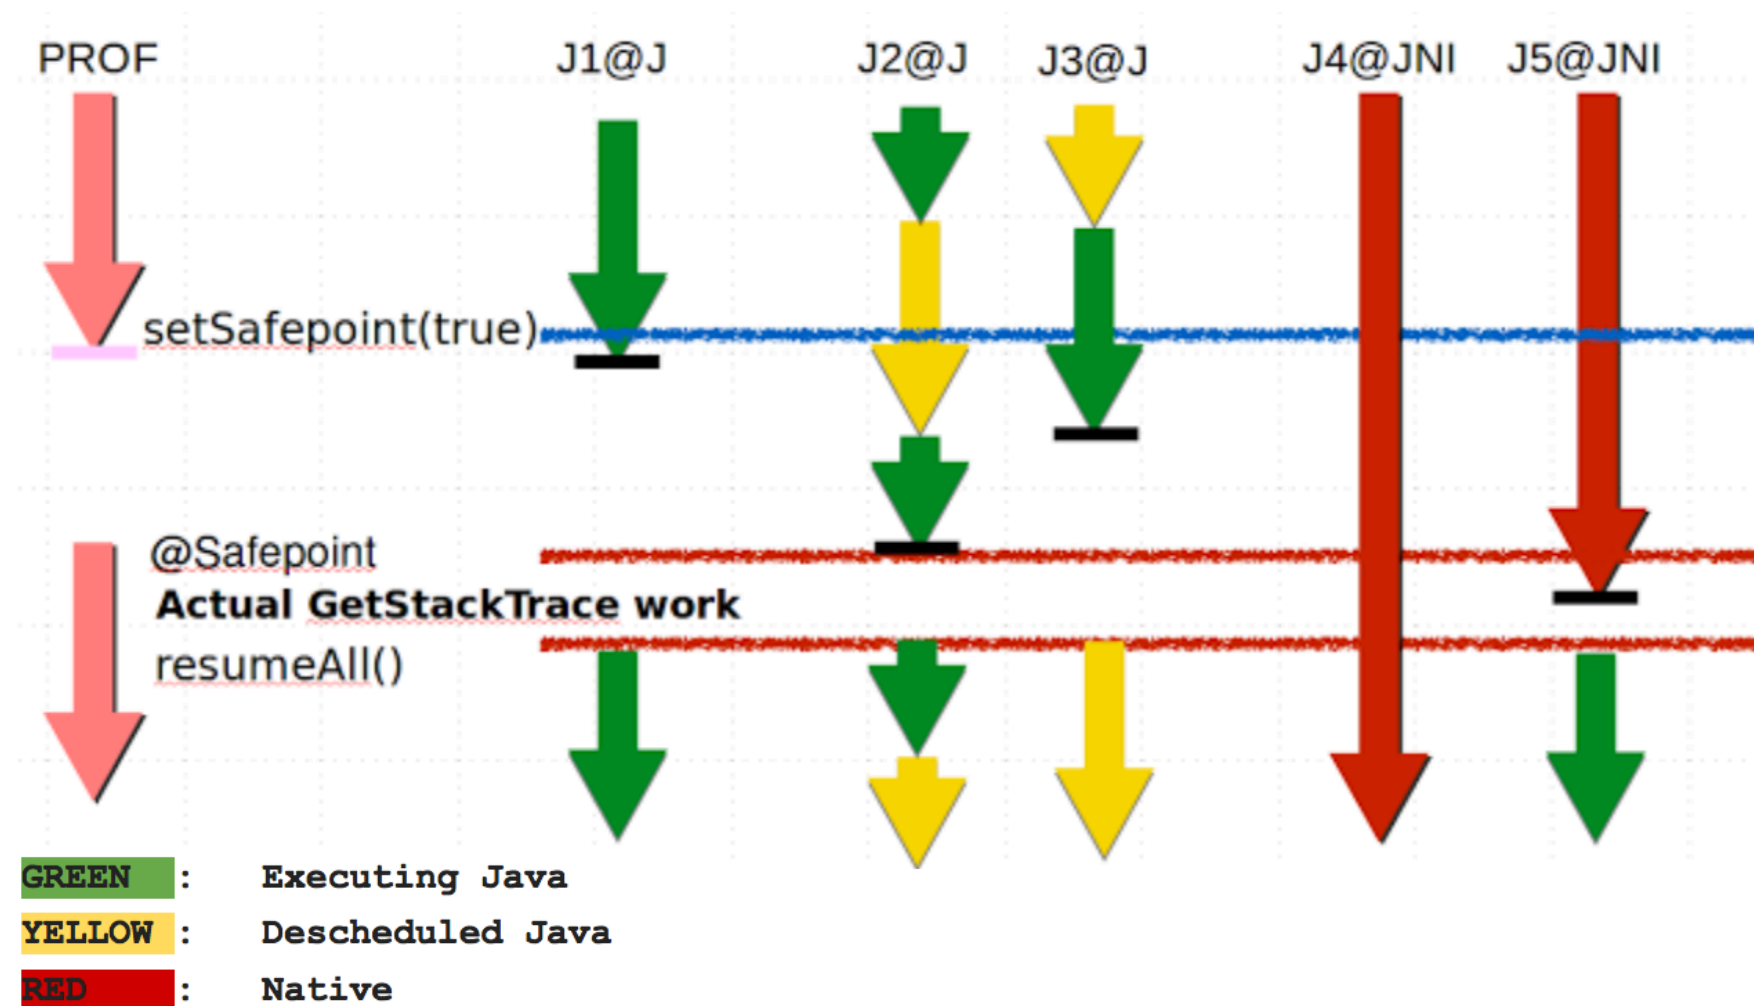 PROF J1@J J2@J J3@J J4@JNI J5@JNI
setSafepoint(true)
@Safepoint
Actual GetStackTrace work
resumeAll()
GREEN : Executing Java
YELLOW : Descheduled Java
RED : Native